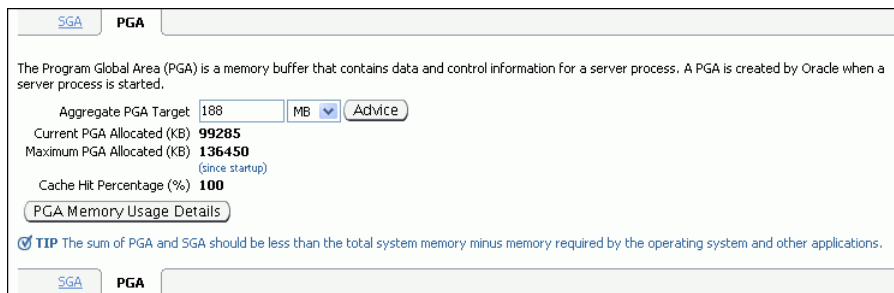 SGA PGA
The Program Global Area (PGA) is a memory buffer that contains data and control information for a server process. A PGA is created by Oracle when a
server process is started.
Aggregate PGA Target 188 MB Advice
Current PGA Allocated (KB) 99285
Maximum PGA Allocated (KB) 136450
(since startup)
Cache Hit Percentage (%) 100
PGA Memory Usage Details
TIP The sum of PGA and SGA should be less than the total system memory minus memory required by the operating system and other applications.
SGA PGA